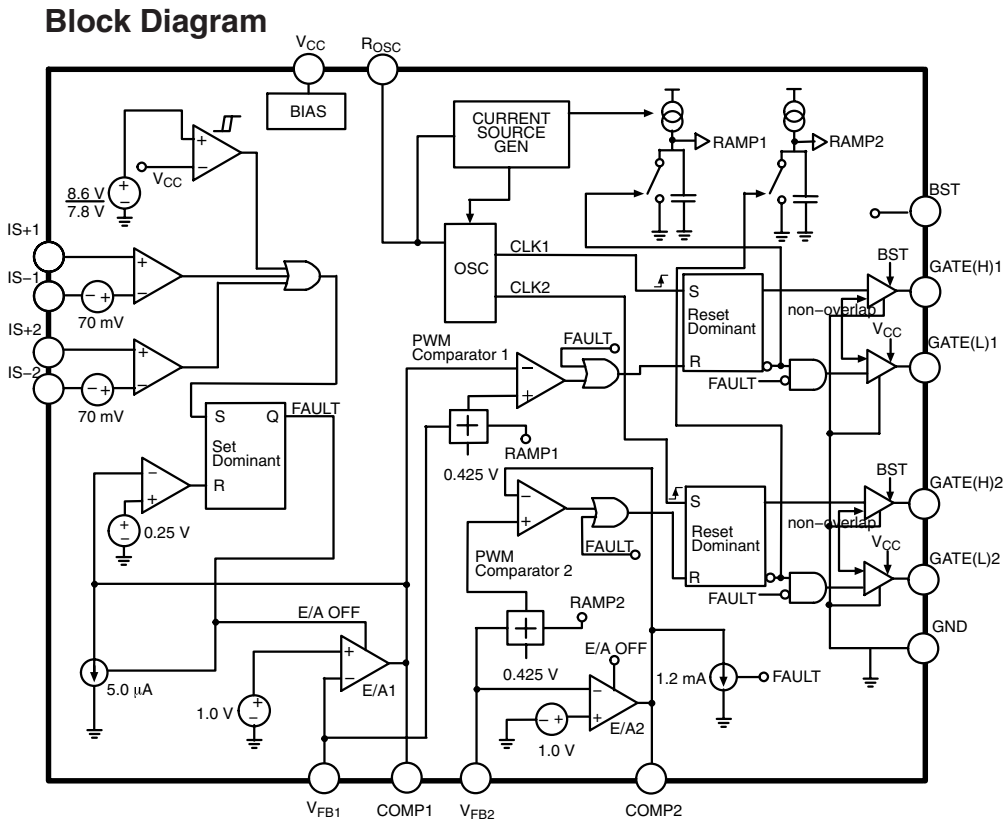 Block Diagram
VCC
ROSC
BIAS
CURRENT
SOURCE
GEN
RAMP1
RAMP2
+
−
VCC
8.6 V
7.8 V
+
−
BST
IS+1
IS−1
+
−
− +
70 mV
IS+2
IS−2
+
−
− +
70 mV
OSC
CLK1
CLK2
S
Reset
Dominant
R
BST
GATE(H)1
non−overlap
VCC
GATE(L)1
FAULT
PWM
Comparator 1
−
+
FAULT
+
RAMP1
0.425 V
S
Q
FAULT
Set
Dominant
R
−
+
+
−
0.25 V
−
+
PWM
Comparator 2
FAULT
S
Reset
Dominant
R
BST
GATE(H)2
non−overlap
VCC
GATE(L)2
FAULT
E/A OFF
+
RAMP2
0.425 V
GND
5.0 μA
+
−
1.0 V
+
−
E/A1
E/A OFF
−
+
E/A2
− +
1.0 V
1.2 mA
FAULT
VFB1
COMP1
VFB2
COMP2